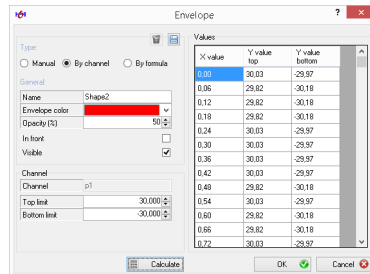 Envelope
Type:
Manual
By channel
By formula
General:
Name Shape2
Envelope color
Opacity (%) 50
In front
Visible
Channel
Channel p1
Top limit 30,000
Bottom limit -30,000
Calculate
Values
X value Y value top Y value bottom
0,00 30,03 -29,97
0,06 29,82 -30,18
0,12 29,82 -30,18
0,18 29,82 -30,18
0,24 30,03 -29,97
0,30 30,03 -29,97
0,36 30,03 -29,97
0,42 30,03 -29,97
0,48 29,82 -30,18
0,54 30,03 -29,97
0,60 29,82 -30,18
0,66 29,82 -30,18
0,72 30,03 -29,97
OK
Cancel